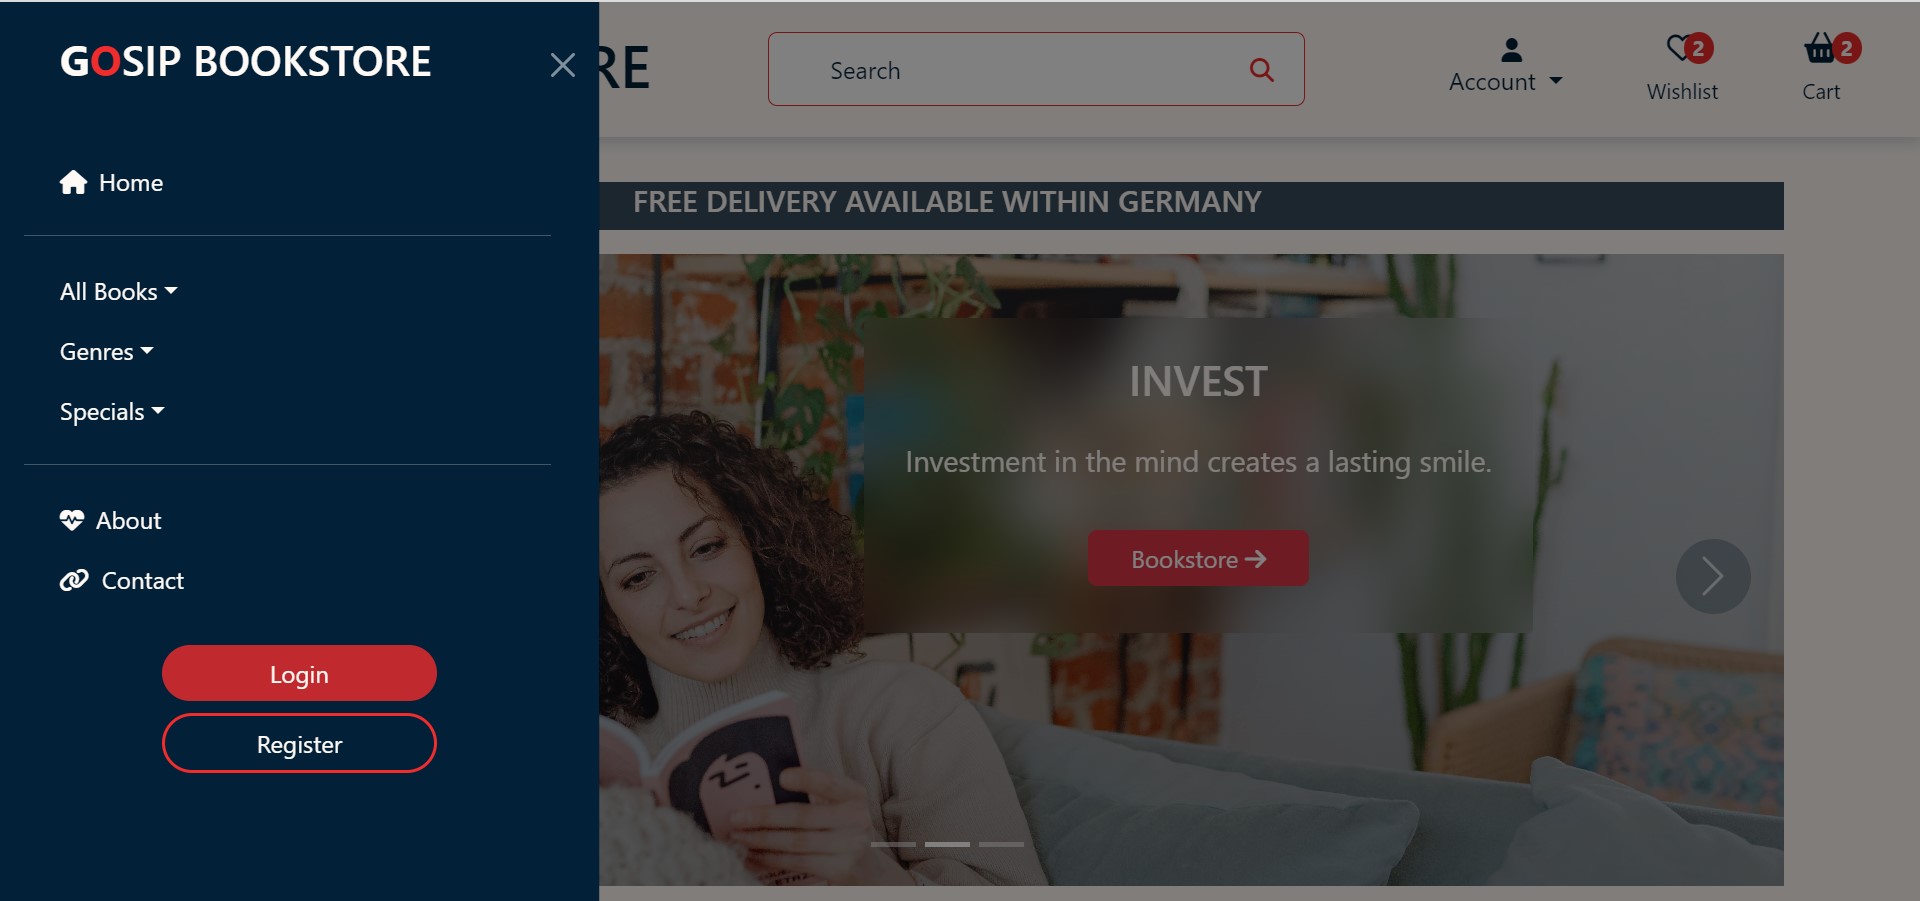 GOSIP BOOKSTORE
RE
Search
Account
2
Wishlist
2
Cart
Home
All Books
Genres
Specials
About
Contact
Login
Register
FREE DELIVERY AVAILABLE WITHIN GERMANY
INVEST
Investment in the mind creates a lasting smile.
Bookstore